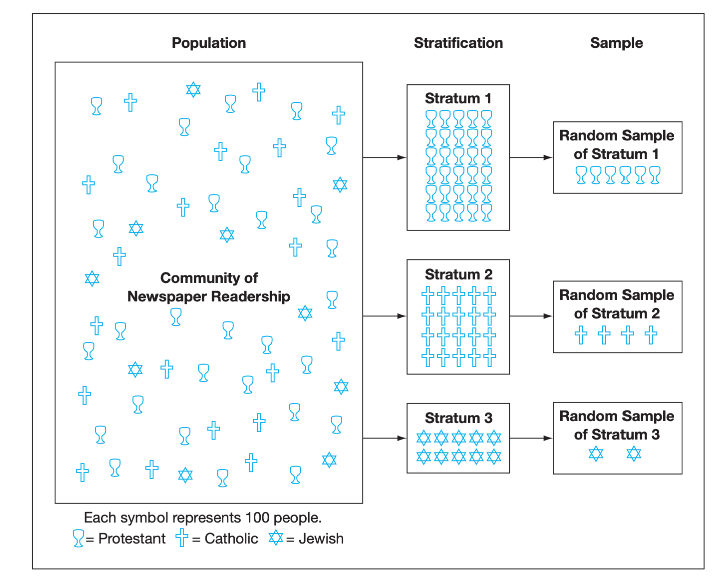 Population
Stratification
Sample
Community of
Newspaper Readership
Stratum 1
Random Sample
of Stratum 1
Stratum 2
Random Sample
of Stratum 2
Stratum 3
Random Sample
of Stratum 3
Each symbol represents 100 people.
= Protestant = Catholic = Jewish